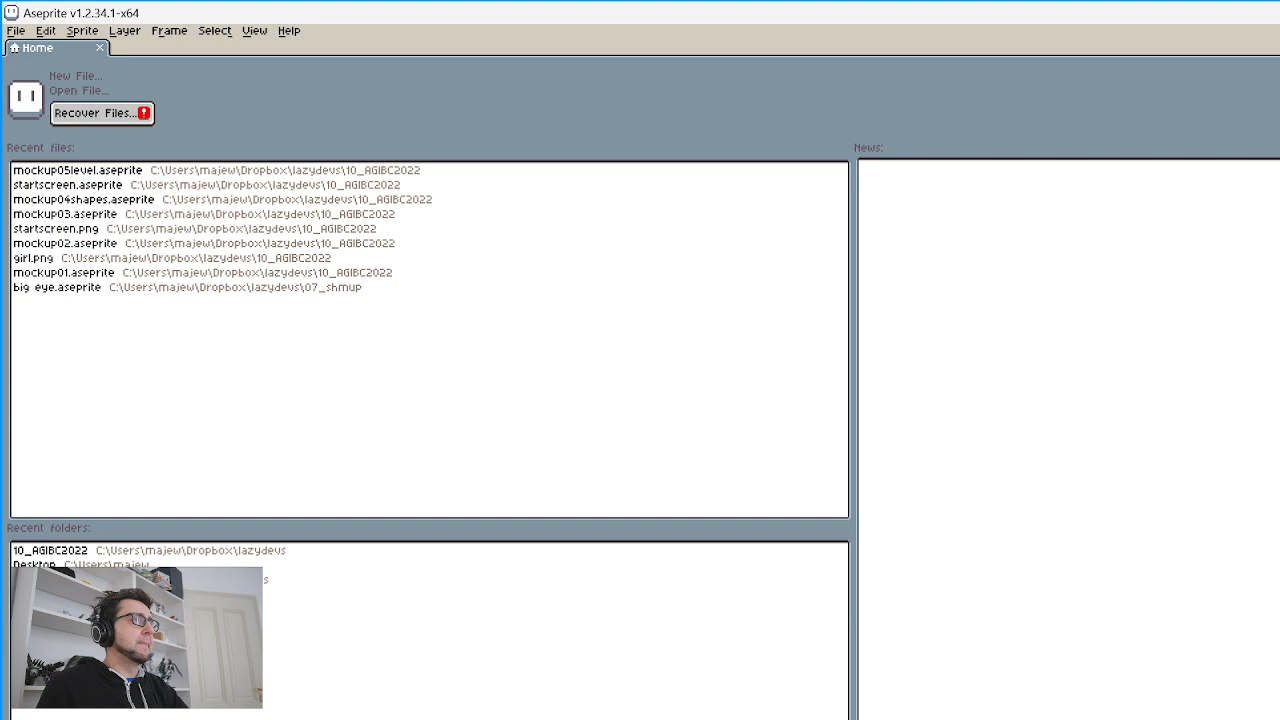 Aseprite v1.2.34.1-x64
File Edit Sprite Layer Frame Select View Help
Home
New File...
Open File...
Recover Files...
Recent files:
News:
mockup05level.aseprite C:\Users\majew\Dropbox\lazydevs\10_AGIBC2022
startscreen.aseprite C:\Users\majew\Dropbox\lazydevs\10_AGIBC2022
mockup04shapes.aseprite C:\Users\majew\Dropbox\lazydevs\10_AGIBC2022
mockup03.aseprite C:\Users\majew\Dropbox\lazydevs\10_AGIBC2022
startscreen.png C:\Users\majew\Dropbox\lazydevs\10_AGIBC2022
mockup02.aseprite C:\Users\majew\Dropbox\lazydevs\10_AGIBC2022
girl.png C:\Users\majew\Dropbox\lazydevs\10_AGIBC2022
mockup01.aseprite C:\Users\majew\Dropbox\lazydevs\10_AGIBC2022
big eye.aseprite C:\Users\majew\Dropbox\lazydevs\07_shmup
Recent folders:
10_AGIBC2022 C:\Users\majew\Dropbox\lazydevs
Desktop C:\Users\majew